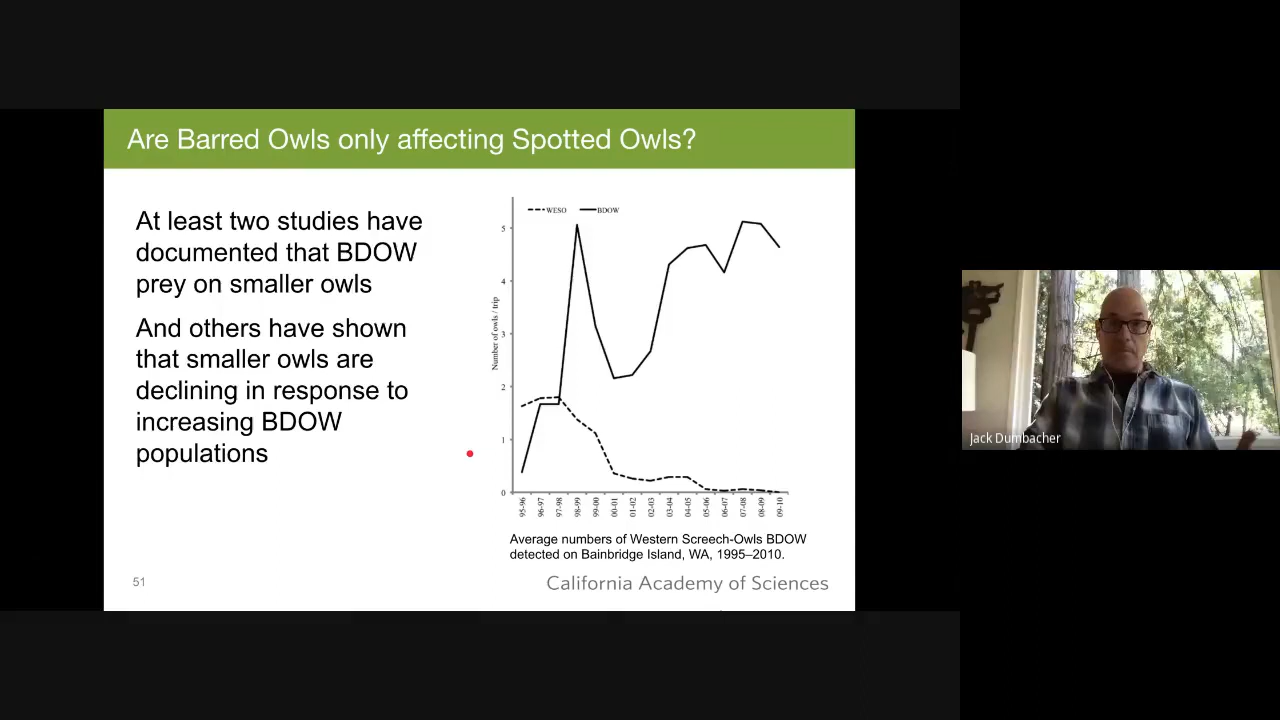 Are Barred Owls only affecting Spotted Owls?
At least two studies have
documented that BDOW
prey on smaller owls
And others have shown
that smaller owls are
declining in response to
increasing BDOW
populations
WESO
BDOW
Number of owls / trip
5
4
3
2
1
0
95-96
96-97
97-98
98-99
99-00
00-01
01-02
02-03
03-04
04-05
05-06
06-07
07-08
08-09
09-10
Average numbers of Western Screech-Owls BDOW
detected on Bainbridge Island, WA, 1995–2010.
51
California Academy of Sciences
Jack Dumbacher